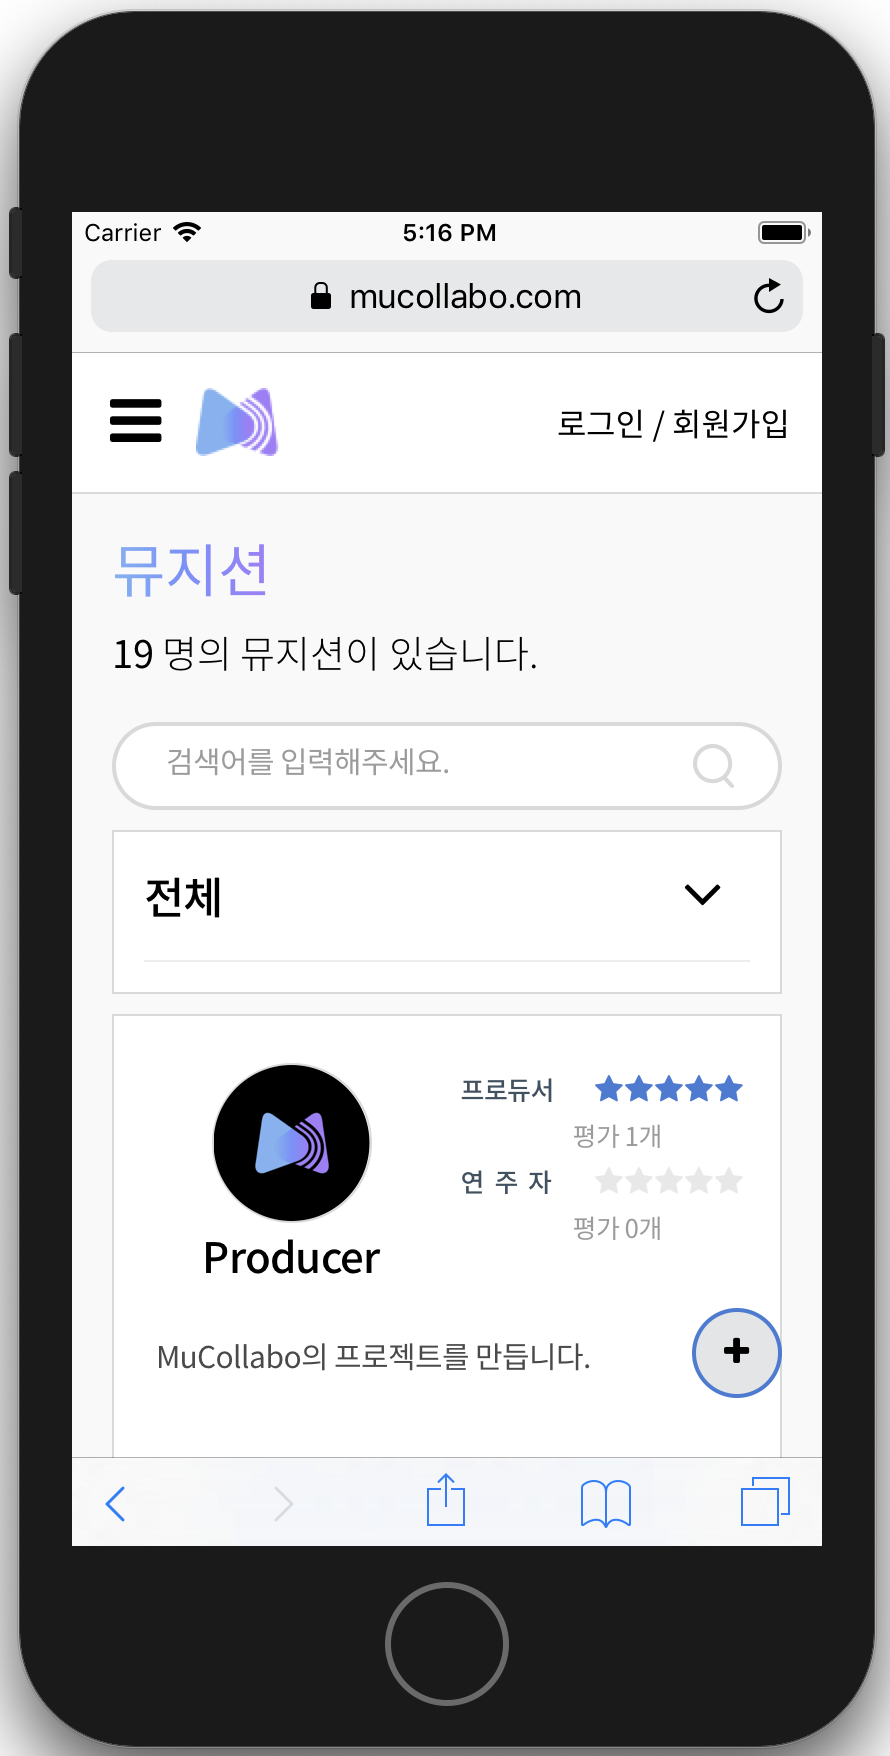 Carrier 5:16 PM
mucollabo.com
로그인 / 회원가입
뮤지션
19 명의 뮤지션이 있습니다.
검색어를 입력해주세요.
전체
프로듀서
평가 1개
연 주 자
평가 0개
Producer
MuCollabo의 프로젝트를 만듭니다.